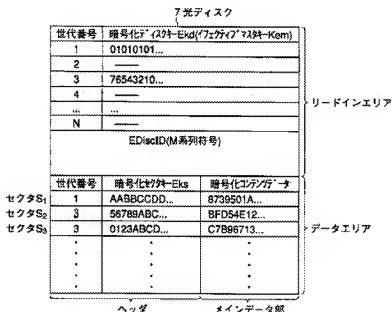 7 光ディスク
世代番号 暗号化ディスクキーEkd(イフェクティブマスタキーKem)
1 01010101...
2 ——
3 76543210...
4 ——
... ...
N ——
リードインエリア
EDiscID(M系列符号)
世代番号 暗号化セクタキーEks 暗号化コンテンツデータ
セクタS1 1 AABBCCDD... 8739501A...
セクタS2 3 56789ABC... BFD54E12...
セクタS3 3 0123ABCD... C7B96713...
データエリア
ヘッダ メインデータ部